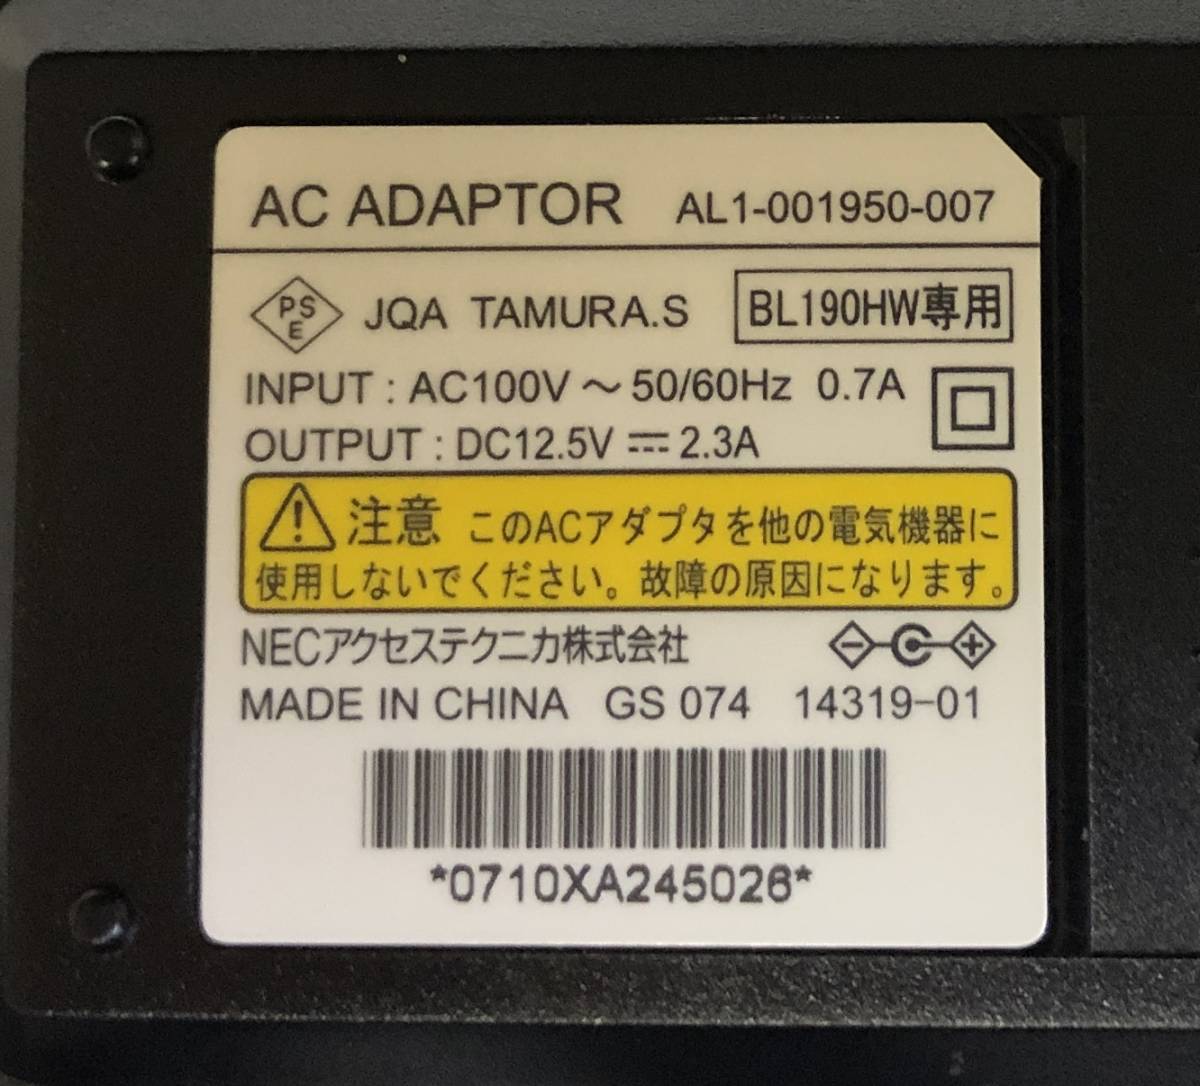 AC ADAPTOR AL1-001950-007
PSE JQA TAMURA.S BL190HW専用
INPUT : AC100V ～ 50/60Hz 0.7A
OUTPUT : DC12.5V ⎓ 2.3A
注意 このACアダプタを他の電気機器に
使用しないでください。故障の原因になります。
NECアクセステクニカ株式会社
MADE IN CHINA GS 074 14319-01
*0710XA245026*